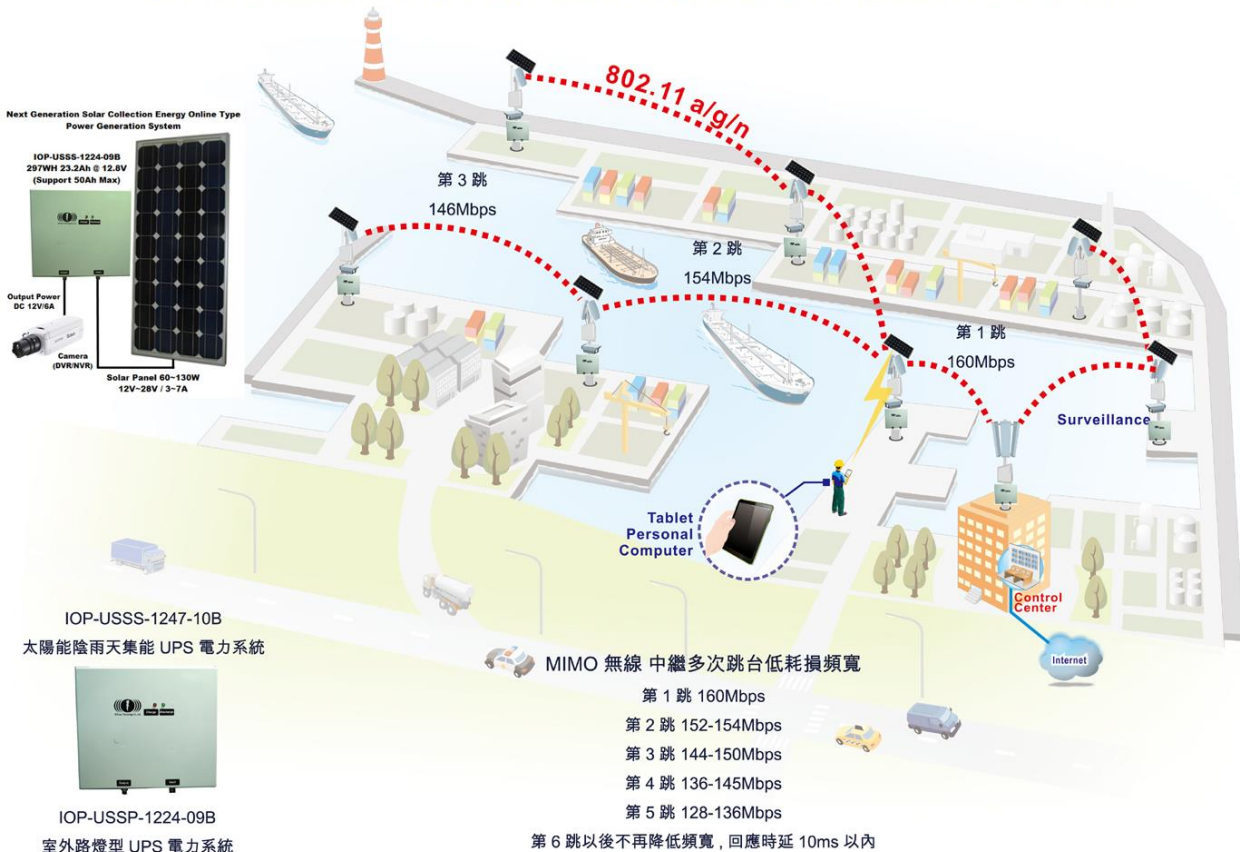 802.11 a/g/n
Next Generation Solar Collection Energy Online Type
Power Generation System
IOP-USSS-1224-09B
297WH 23.2Ah @ 12.8V
(Support 50Ah Max)
Output Power
DC 12V/6A
Camera
(DVR/NVR)
Solar Panel 60~130W
12V~28V / 3~7A
第 3 跳
146Mbps
第 2 跳
154Mbps
第 1 跳
160Mbps
Surveillance
Tablet
Personal
Computer
Control
Center
Internet
IOP-USSS-1247-10B
太陽能陰雨天集能 UPS 電力系統
IOP-USSP-1224-09B
室外路燈型 UPS 電力系統
MIMO 無線 中繼多次跳台低耗損頻寬
第 1 跳 160Mbps
第 2 跳 152-154Mbps
第 3 跳 144-150Mbps
第 4 跳 136-145Mbps
第 5 跳 128-136Mbps
第 6 跳以後不再降低頻寬 , 回應時延 10ms 以內